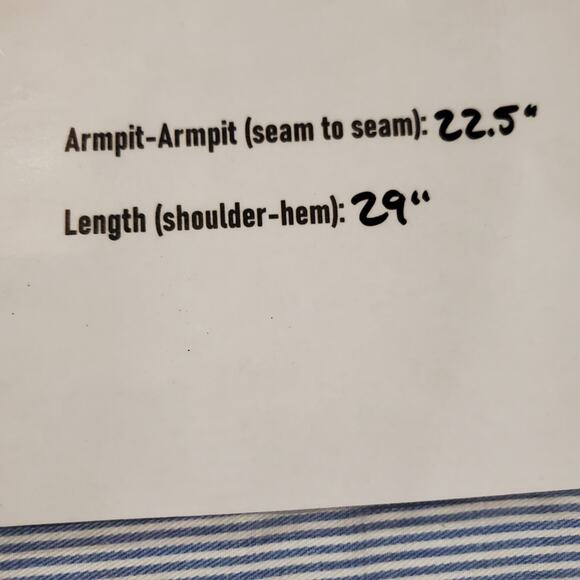 Armpit-Armpit (seam to seam): 22.5"
Length (shoulder-hem): 29"